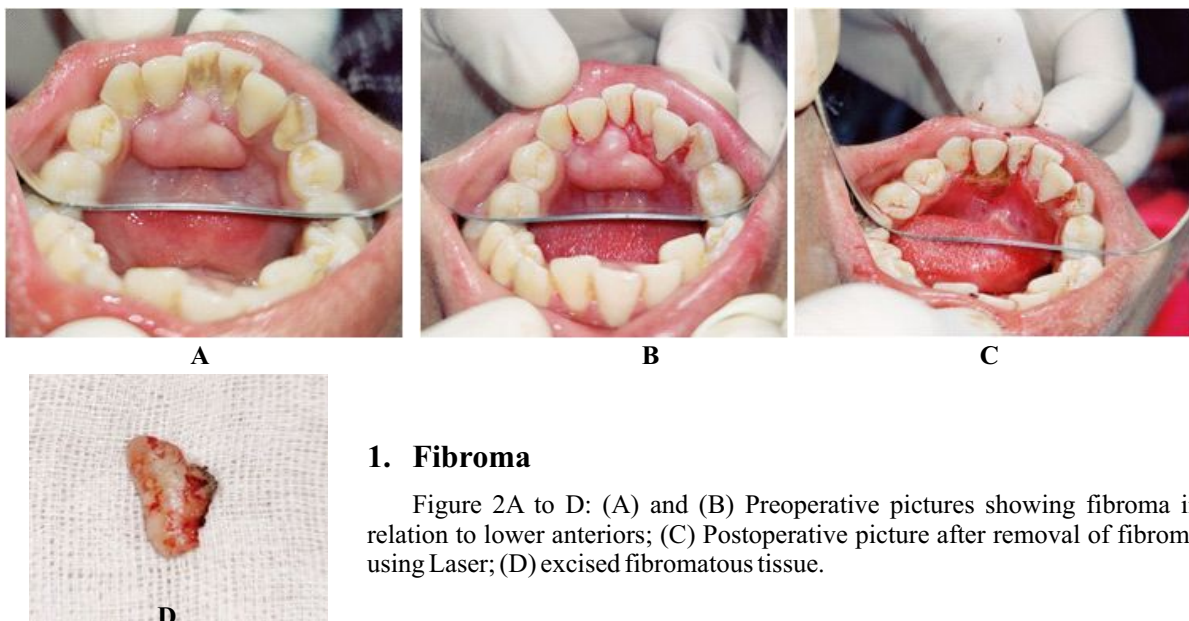 A
B
C
D
1. Fibroma
Figure 2A to D: (A) and (B) Preoperative pictures showing fibroma i
relation to lower anteriors; (C) Postoperative picture after removal of fibrom
using Laser; (D) excised fibromatous tissue.